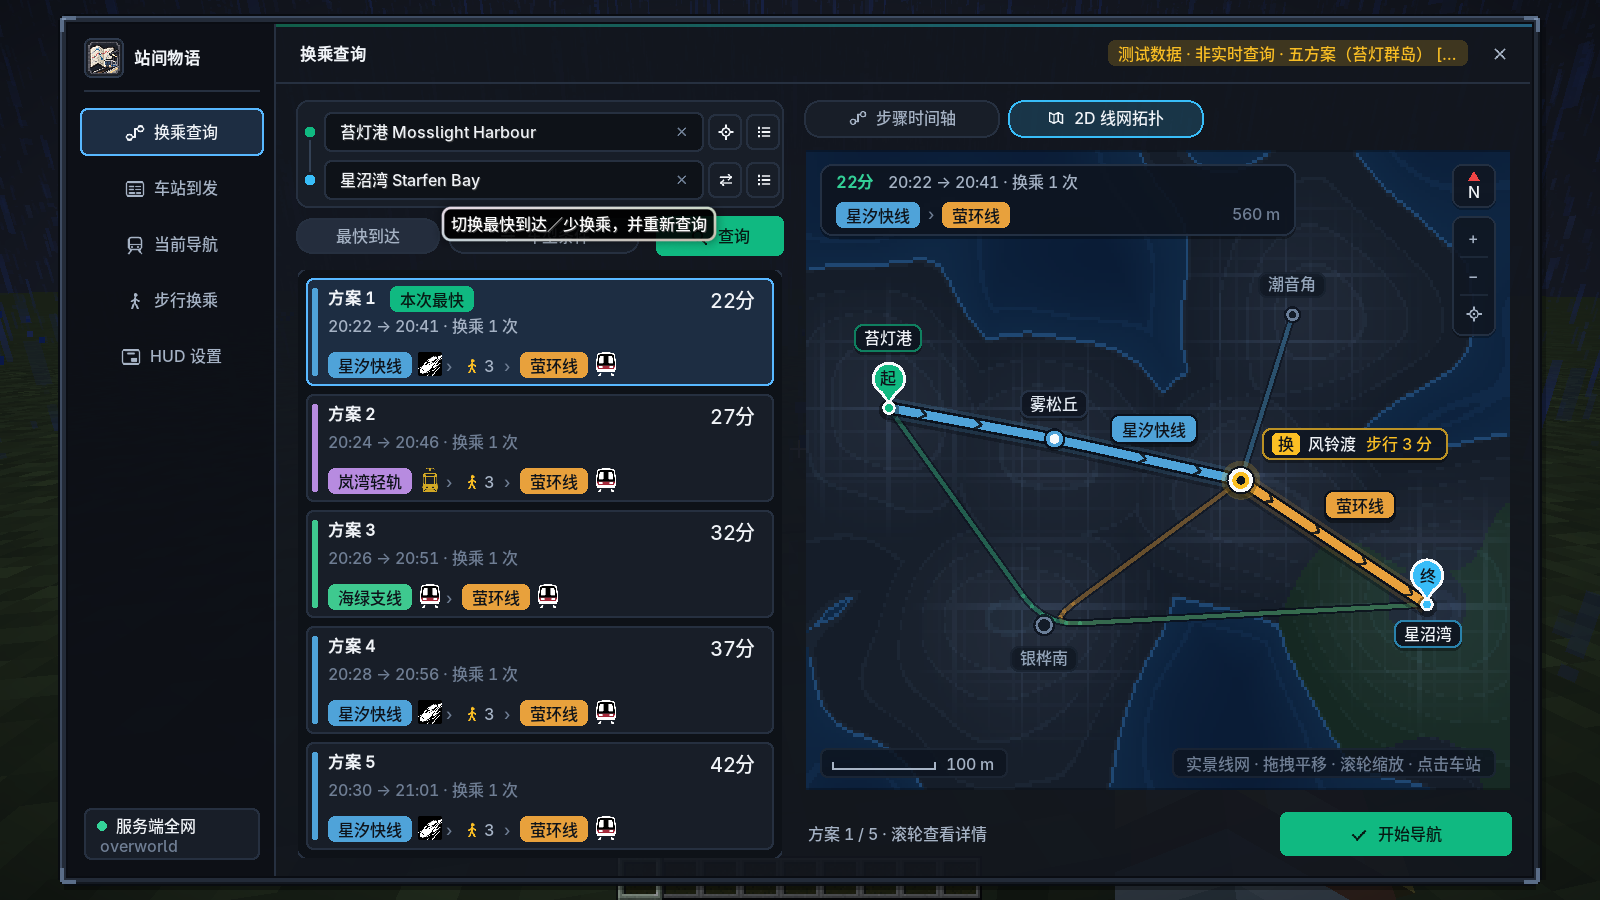 站间物语
换乘查询
车站到发
当前导航
步行换乘
HUD 设置
服务端全网
overworld
换乘查询
测试数据 · 非实时查询 · 五方案（苔灯群岛） [...
苔灯港 Mosslight Harbour
星沼湾 Starfen Bay
最快到达
切换最快到达／少换乘，并重新查询
查询
方案 1 本次最快 22分
20:22 → 20:41 · 换乘 1 次
星汐快线 › 3 › 萤环线
方案 2 27分
20:24 → 20:46 · 换乘 1 次
岚湾轻轨 › 3 › 萤环线
方案 3 32分
20:26 → 20:51 · 换乘 1 次
海绿支线 › 萤环线
方案 4 37分
20:28 → 20:56 · 换乘 1 次
星汐快线 › 3 › 萤环线
方案 5 42分
20:30 → 21:01 · 换乘 1 次
星汐快线 › 3 › 萤环线
步骤时间轴
2D 线网拓扑
22分 20:22 → 20:41 · 换乘 1 次
星汐快线 › 萤环线 560 m
N
+
−
潮音角
苔灯港
起
雾松丘
星汐快线
换 风铃渡 步行 3 分
萤环线
终
星沼湾
银桦南
100 m
实景线网 · 拖拽平移 · 滚轮缩放 · 点击车站
方案 1 / 5 · 滚轮查看详情
开始导航